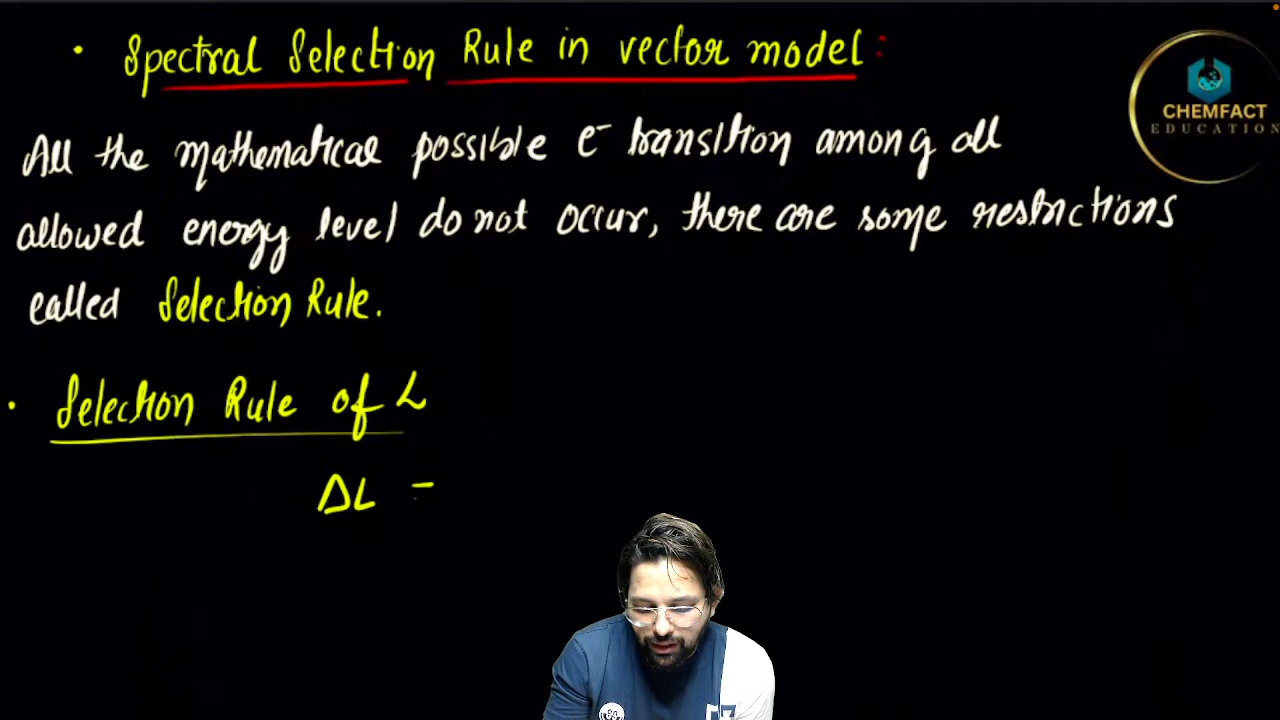 • Spectral Selection Rule in vector model:
CHEMFACT
EDUCATION
All the mathematical possible e⁻ transition among all
allowed energy level do not occur, there are some restrictions
called Selection Rule.
• Selection Rule of L
ΔL =